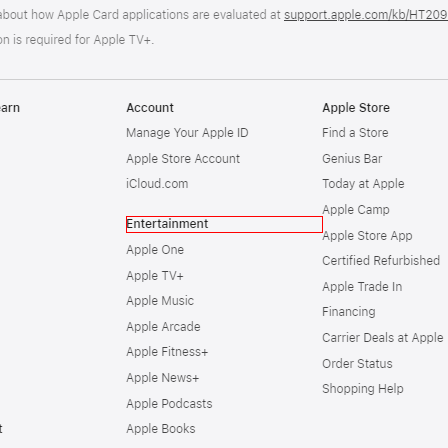 about how Apple Card applications are evaluated at support.apple.com/kb/HT209
on is required for Apple TV+.
earn
t
Account
Manage Your Apple ID
Apple Store Account
iCloud.com
Entertainment
Apple One
Apple TV+
Apple Music
Apple Arcade
Apple Fitness+
Apple News+
Apple Podcasts
Apple Books
Apple Store
Find a Store
Genius Bar
Today at Apple
Apple Camp
Apple Store App
Certified Refurbished
Apple Trade In
Financing
Carrier Deals at Apple
Order Status
Shopping Help